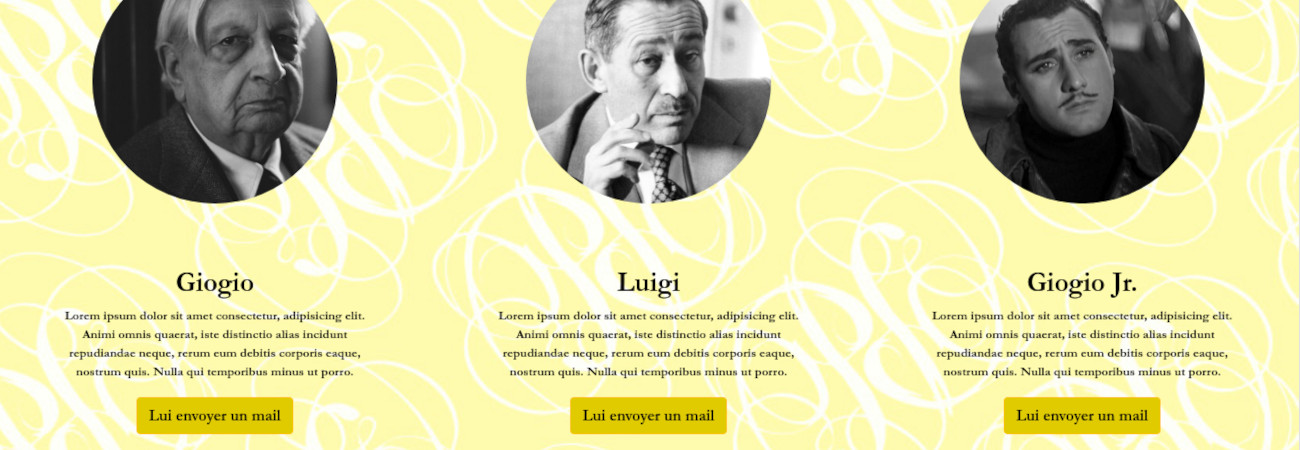 Giogio
Lorem ipsum dolor sit amet consectetur, adipisicing elit.
Animi omnis quaerat, iste distinctio alias incidunt
repudiandae neque, rerum eum debitis corporis eaque,
nostrum quis. Nulla qui temporibus minus ut porro.
Lui envoyer un mail
Luigi
Lorem ipsum dolor sit amet consectetur, adipisicing elit.
Animi omnis quaerat, iste distinctio alias incidunt
repudiandae neque, rerum eum debitis corporis eaque,
nostrum quis. Nulla qui temporibus minus ut porro.
Lui envoyer un mail
Giogio Jr.
Lorem ipsum dolor sit amet consectetur, adipisicing elit.
Animi omnis quaerat, iste distinctio alias incidunt
repudiandae neque, rerum eum debitis corporis eaque,
nostrum quis. Nulla qui temporibus minus ut porro.
Lui envoyer un mail